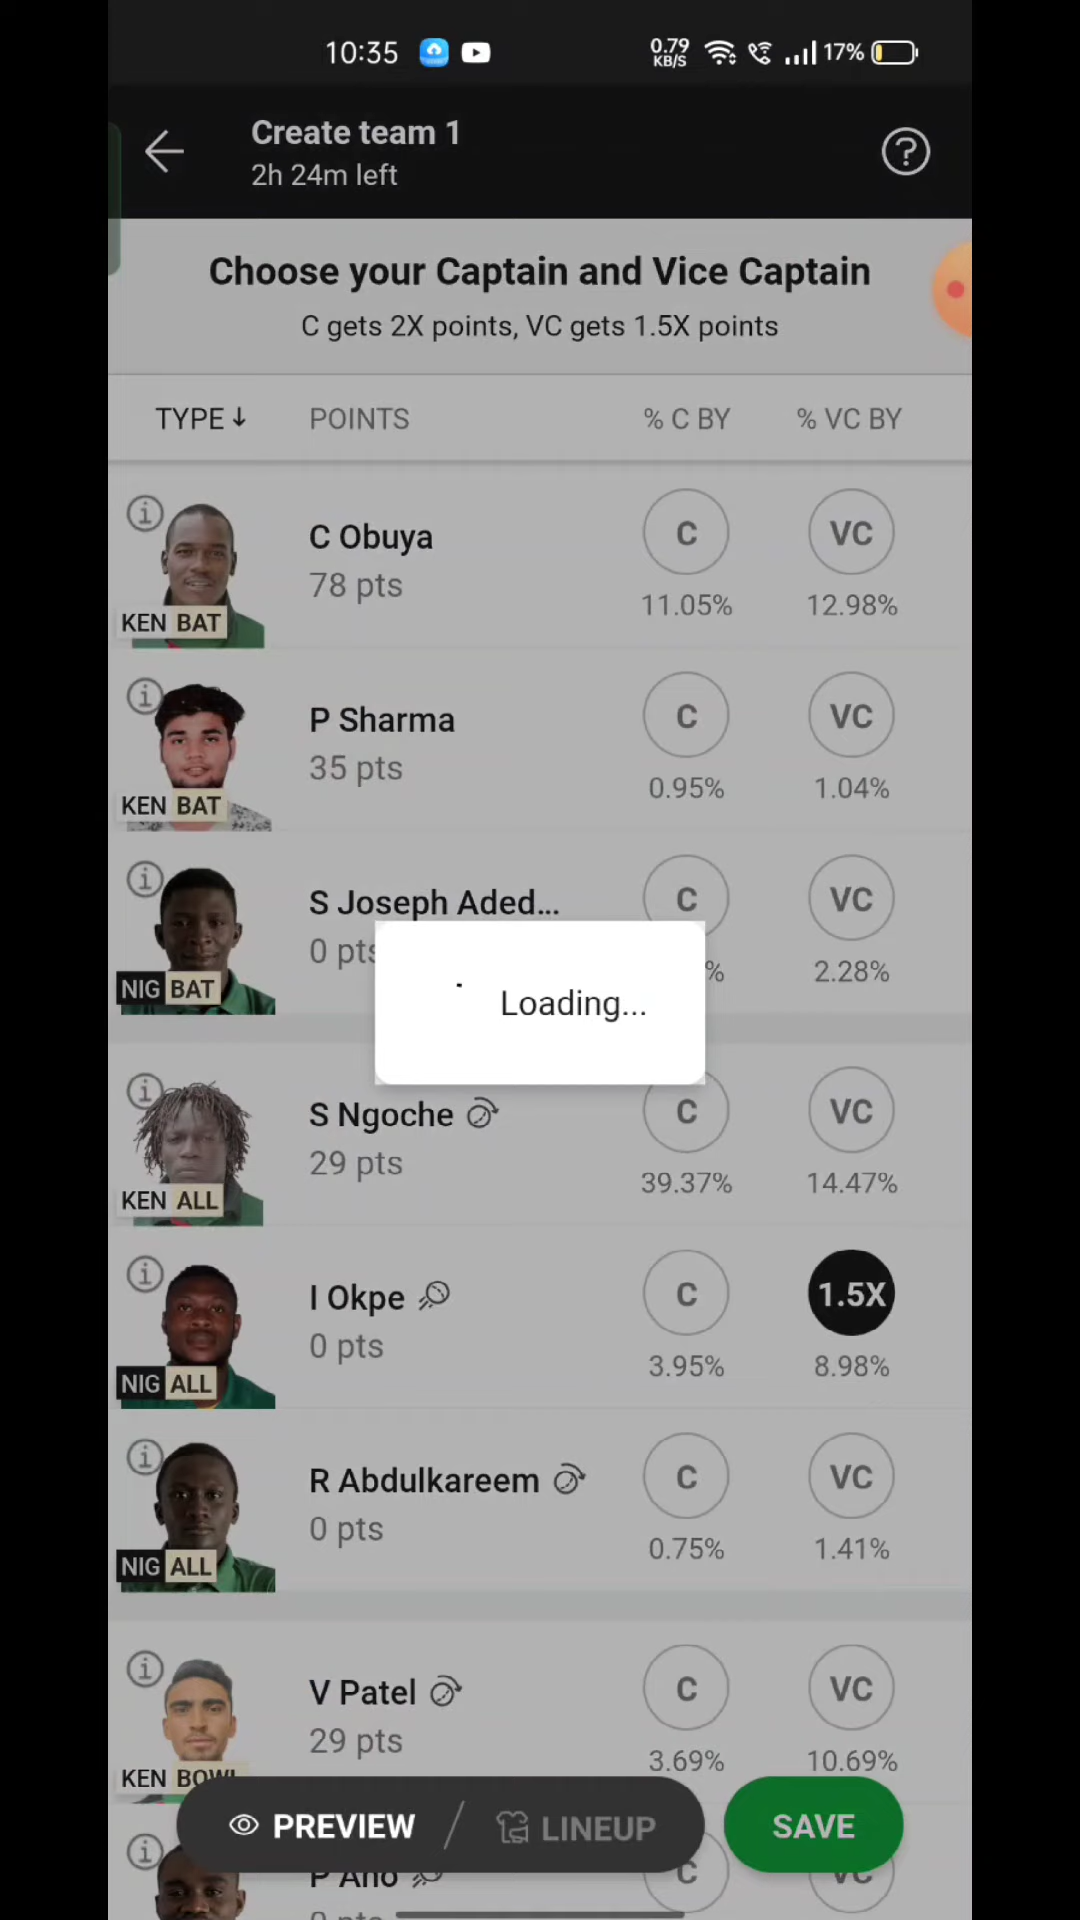 10:35
0.79
KB/S
17%
Create team 1
2h 24m left
Choose your Captain and Vice Captain
C gets 2X points, VC gets 1.5X points
TYPE↓ POINTS % C BY % VC BY
C Obuya
78 pts
C VC
11.05% 12.98%
KEN BAT
P Sharma
35 pts
C VC
0.95% 1.04%
KEN BAT
S Joseph Aded...
0 pts
C VC
% 2.28%
NIG BAT
Loading...
S Ngoche
29 pts
C VC
39.37% 14.47%
KEN ALL
I Okpe
0 pts
C 1.5X
3.95% 8.98%
NIG ALL
R Abdulkareem
0 pts
C VC
0.75% 1.41%
NIG ALL
V Patel
29 pts
C VC
3.69% 10.69%
KEN BOWL
PREVIEW / LINEUP SAVE
P Aho
C VC
0 pts